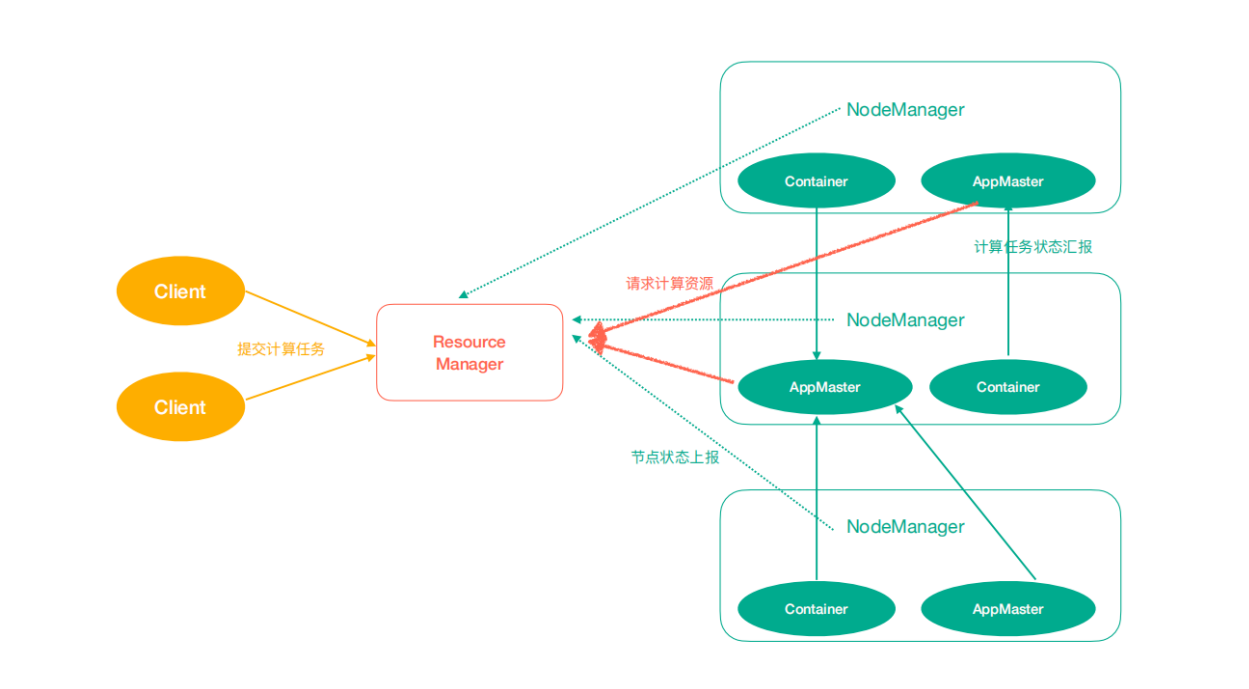 NodeManager
Container
AppMaster
计算任务状态汇报
请求计算资源
Client
提交计算任务
Resource
Manager
NodeManager
AppMaster
Container
Client
节点状态上报
NodeManager
Container
AppMaster